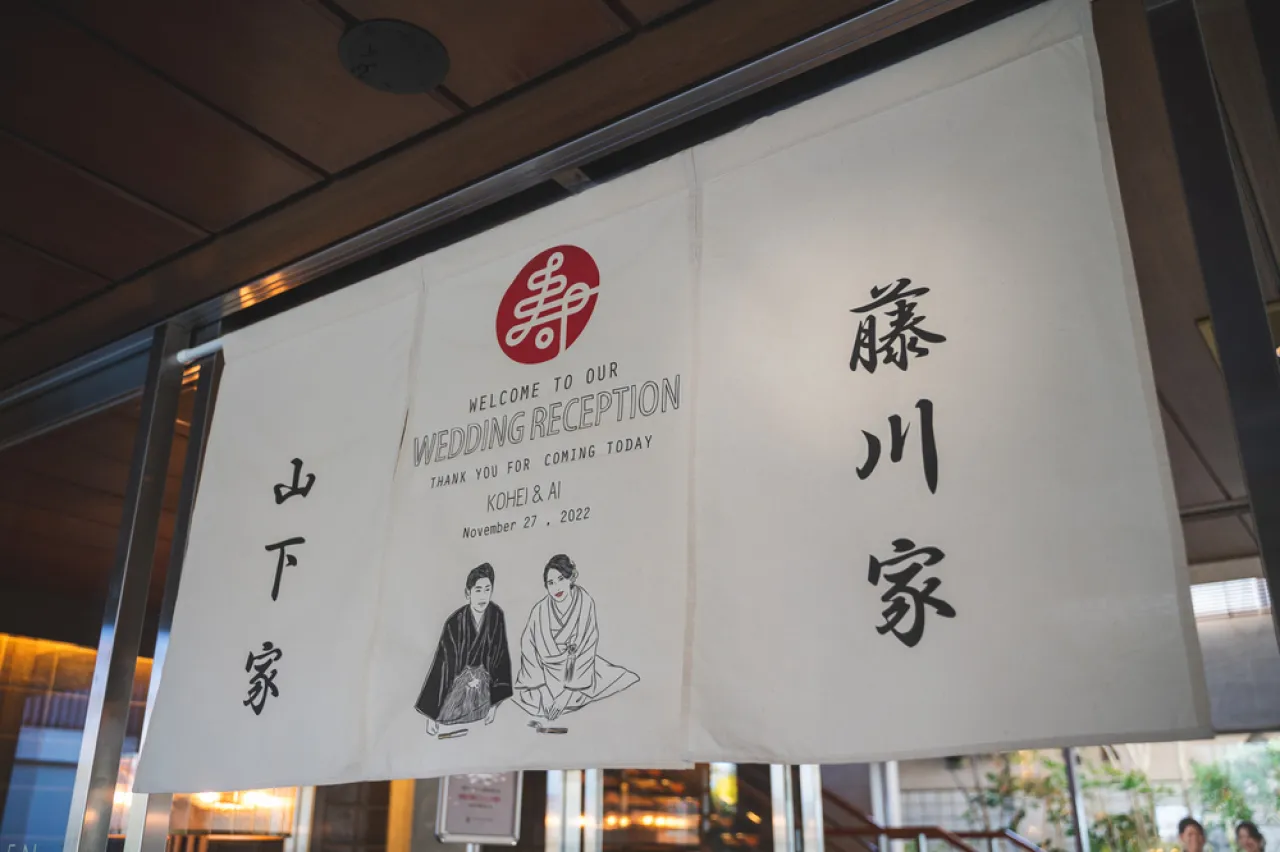 藤川家
寿
WELCOME TO OUR
WEDDING RECEPTION
THANK YOU FOR COMING TODAY
KOHEI & AI
November 27 , 2022
山下家